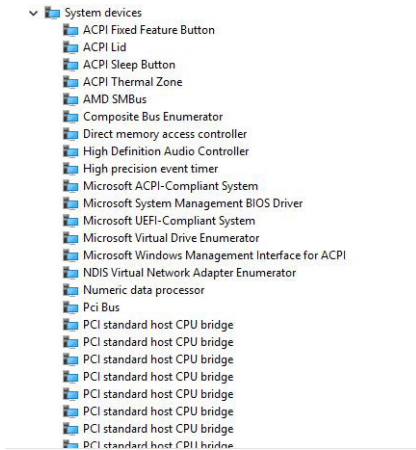 System devices
ACPI Fixed Feature Button
ACPI Lid
ACPI Sleep Button
ACPI Thermal Zone
AMD SMBus
Composite Bus Enumerator
Direct memory access controller
High Definition Audio Controller
High precision event timer
Microsoft ACPI-Compliant System
Microsoft System Management BIOS Driver
Microsoft UEFI-Compliant System
Microsoft Virtual Drive Enumerator
Microsoft Windows Management Interface for ACPI
NDIS Virtual Network Adapter Enumerator
Numeric data processor
Pci Bus
PCI standard host CPU bridge
PCI standard host CPU bridge
PCI standard host CPU bridge
PCI standard host CPU bridge
PCI standard host CPU bridge
PCI standard host CPU bridge
PCI standard host CPU bridge
PCI standard host CPU bridge